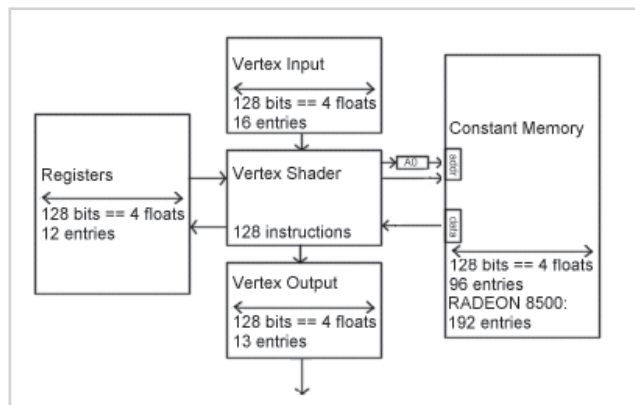 Vertex Input
128 bits == 4 floats
16 entries
Registers
128 bits == 4 floats
12 entries
Vertex Shader
128 instructions
A0
addr
data
Constant Memory
128 bits == 4 floats
96 entries
RADEON 8500:
192 entries
Vertex Output
128 bits == 4 floats
13 entries